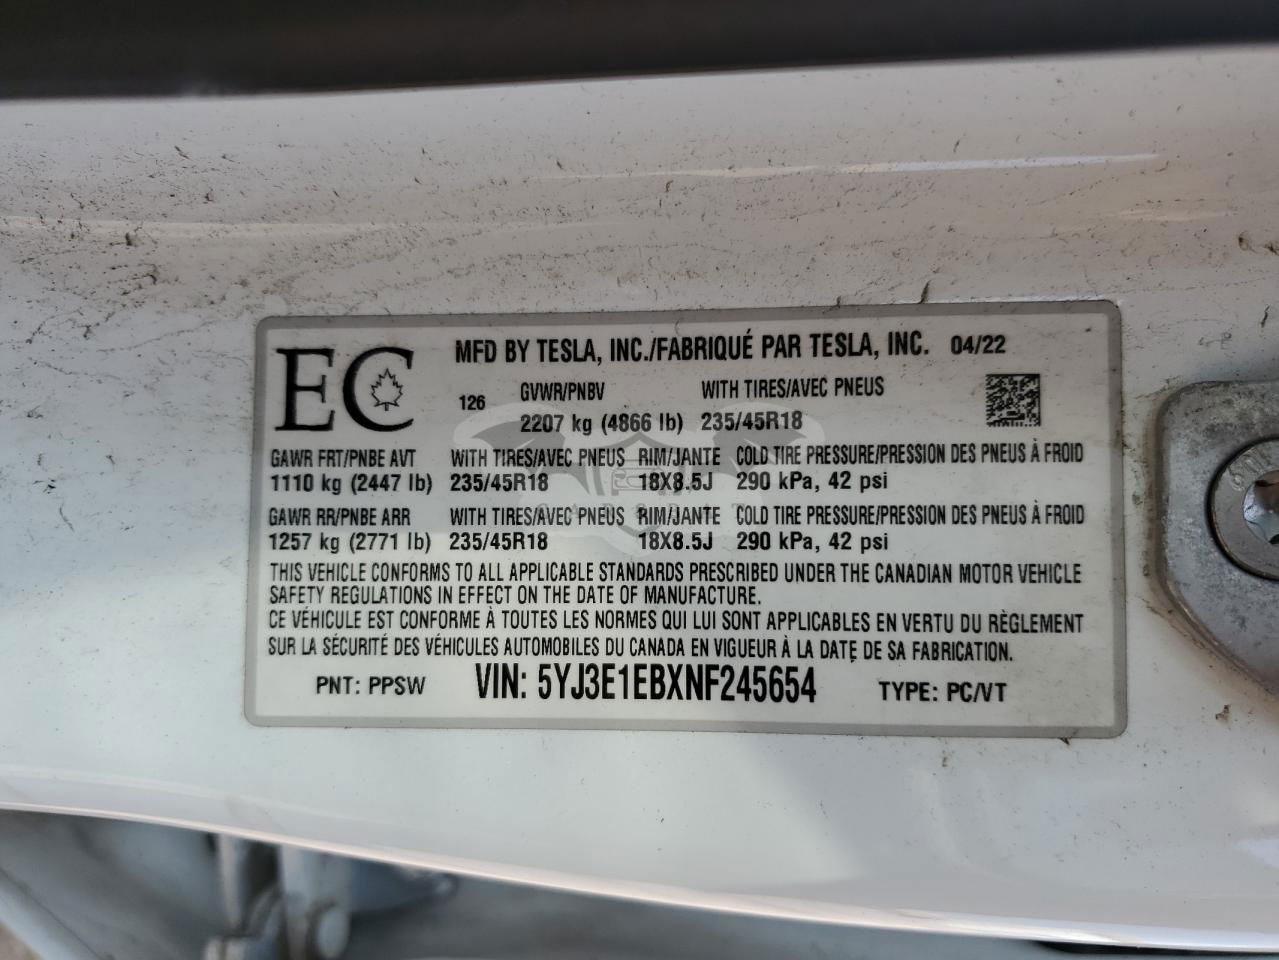 EC
MFD BY TESLA, INC./FABRIQUÉ PAR TESLA, INC. 04/22
126 GVWR/PNBV WITH TIRES/AVEC PNEUS
2207 kg (4866 lb) 235/45R18
GAWR FRT/PNBE AVT WITH TIRES/AVEC PNEUS RIM/JANTE COLD TIRE PRESSURE/PRESSION DES PNEUS À FROID
1110 kg (2447 lb) 235/45R18 18X8.5J 290 kPa, 42 psi
GAWR RR/PNBE ARR WITH TIRES/AVEC PNEUS RIM/JANTE COLD TIRE PRESSURE/PRESSION DES PNEUS À FROID
1257 kg (2771 lb) 235/45R18 18X8.5J 290 kPa, 42 psi
THIS VEHICLE CONFORMS TO ALL APPLICABLE STANDARDS PRESCRIBED UNDER THE CANADIAN MOTOR VEHICLE
SAFETY REGULATIONS IN EFFECT ON THE DATE OF MANUFACTURE.
CE VÉHICULE EST CONFORME À TOUTES LES NORMES QUI LUI SONT APPLICABLES EN VERTU DU RÈGLEMENT
SUR LA SÉCURITÉ DES VÉHICULES AUTOMOBILES DU CANADA EN VIGUEUR À LA DATE DE SA FABRICATION.
PNT: PPSW VIN: 5YJ3E1EBXNF245654 TYPE: PC/VT